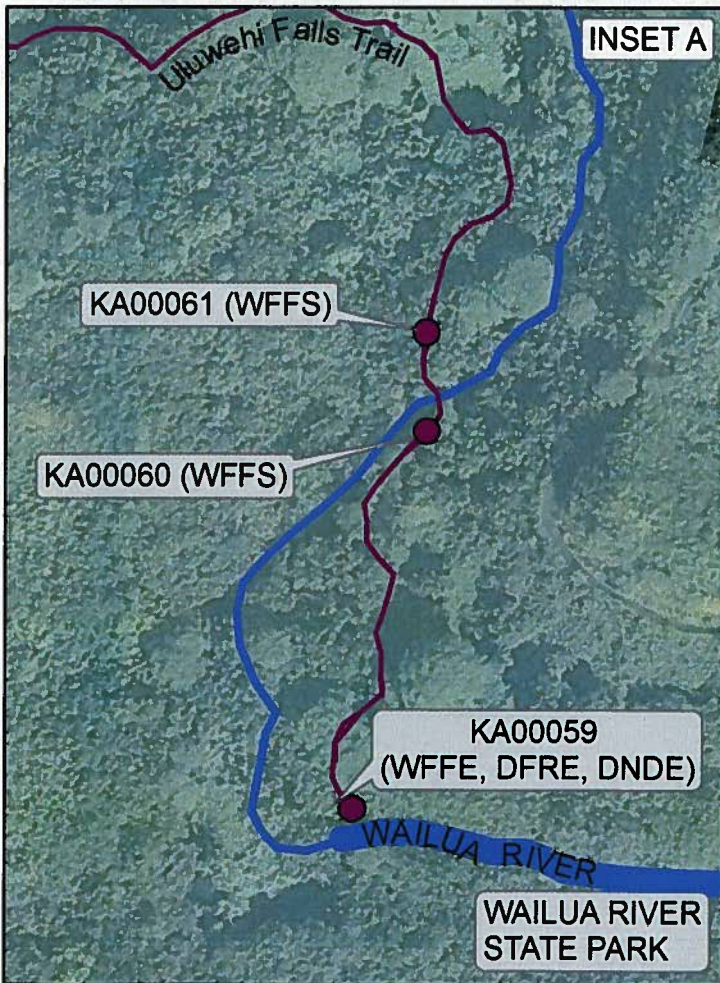 INSET A
Uluwehi Falls Trail
KA00061 (WFFS)
KA00060 (WFFS)
KA00059
(WFFE, DFRE, DNDE)
WAILUA RIVER
WAILUA RIVER
STATE PARK